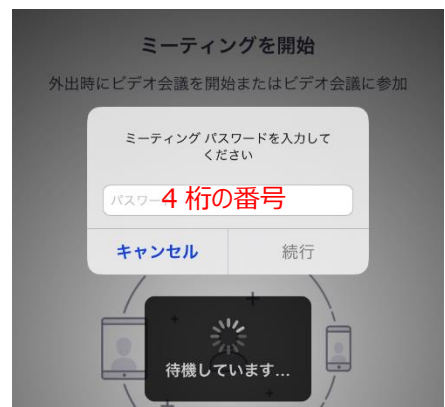 ミーティングを開始
外出時にビデオ会議を開始またはビデオ会議に参加
ミーティング パスワードを入力して
ください
パスワー 4 桁の番号
キャンセル 続行
待機しています...